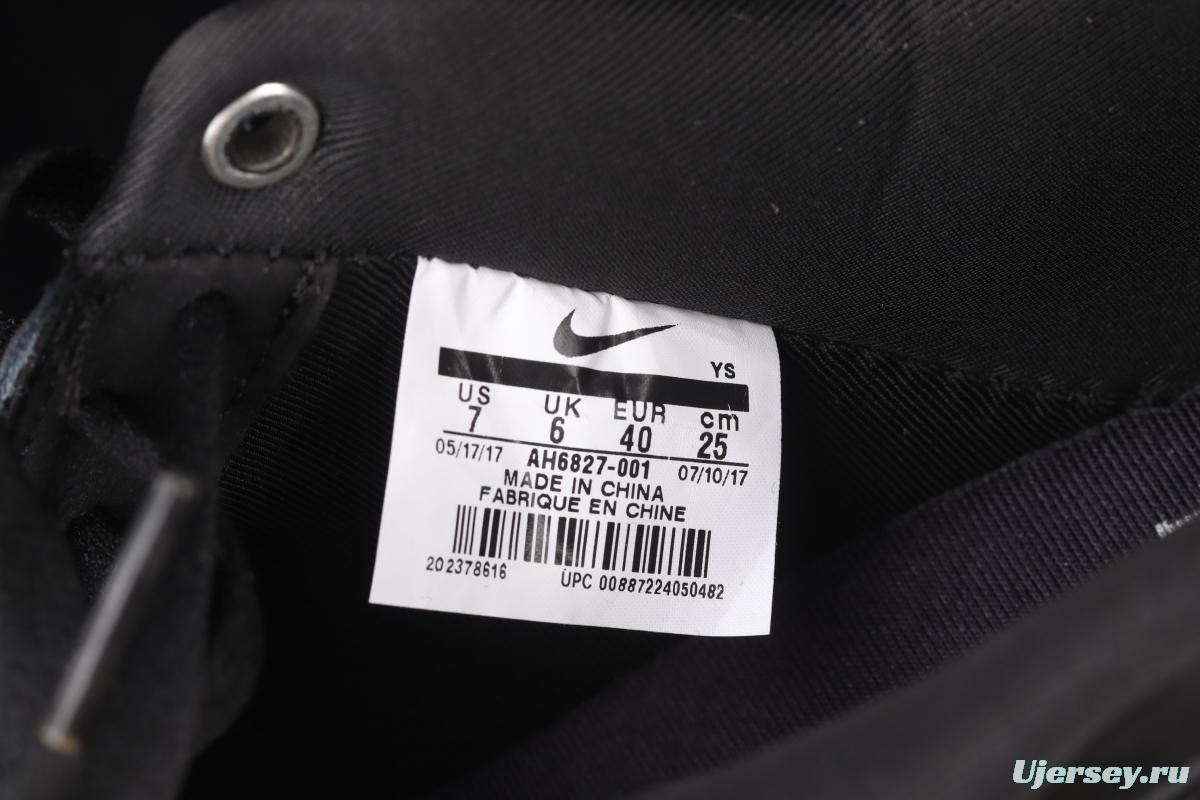 YS
US UK EUR cm
7 6 40 25
05/17/17 AH6827-001 07/10/17
MADE IN CHINA
FABRIQUE EN CHINE
202378616 UPC 00887224050482
Ujersey.ru